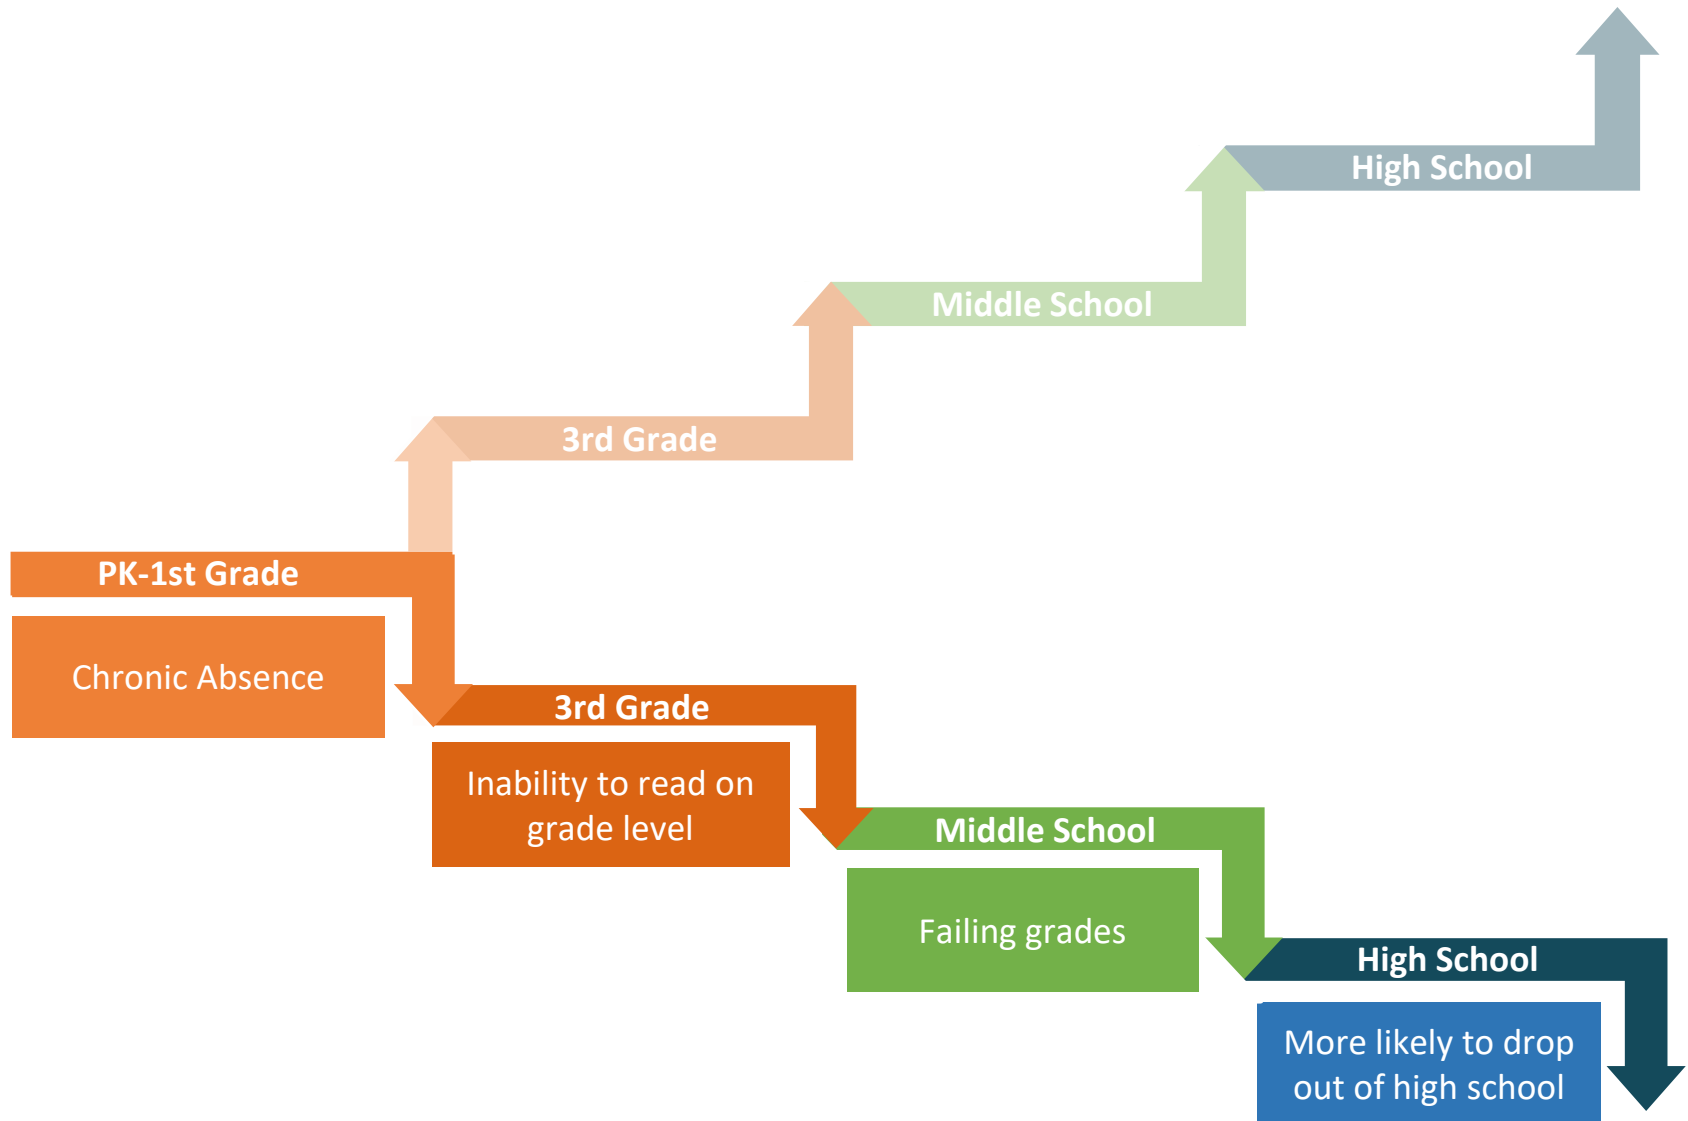 High School
Middle School
3rd Grade
PK-1st Grade
Chronic Absence
3rd Grade
Inability to read on
grade level
Middle School
Failing grades
High School
More likely to drop
out of high school